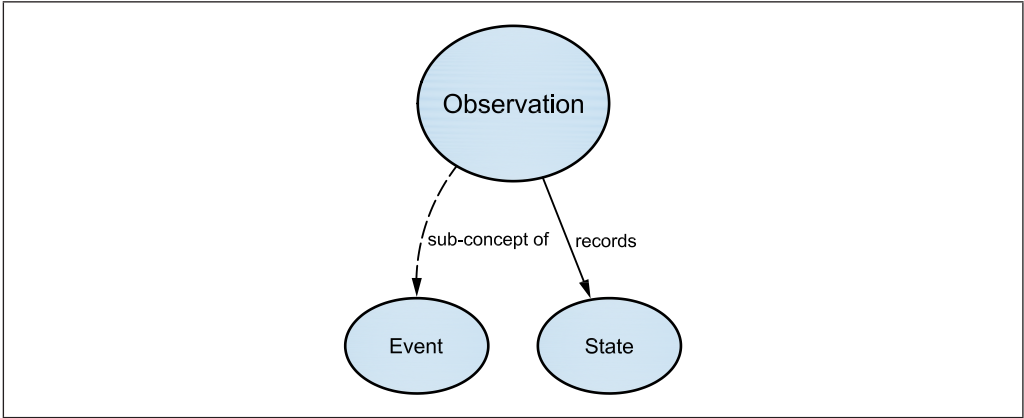 Observation
sub-concept of
records
Event
State